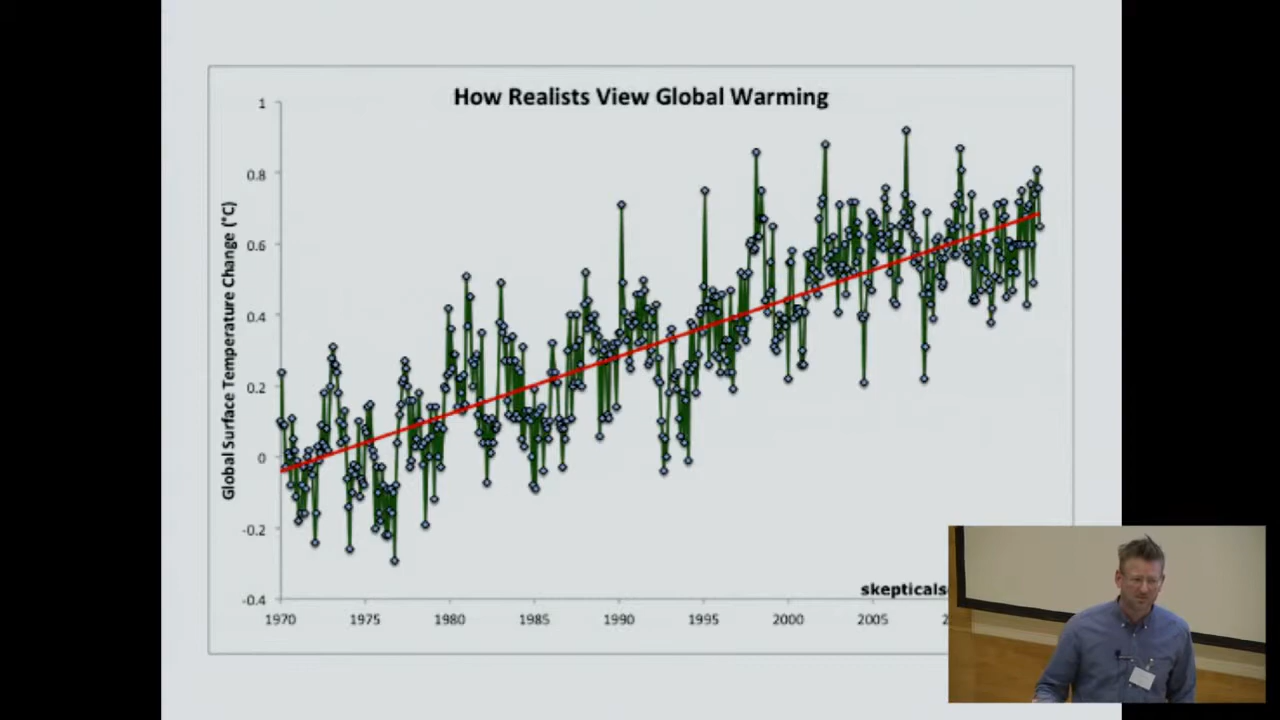 How Realists View Global Warming
Global Surface Temperature Change (°C)
1
0.8
0.6
0.4
0.2
0
-0.2
-0.4
1970 1975 1980 1985 1990 1995 2000 2005